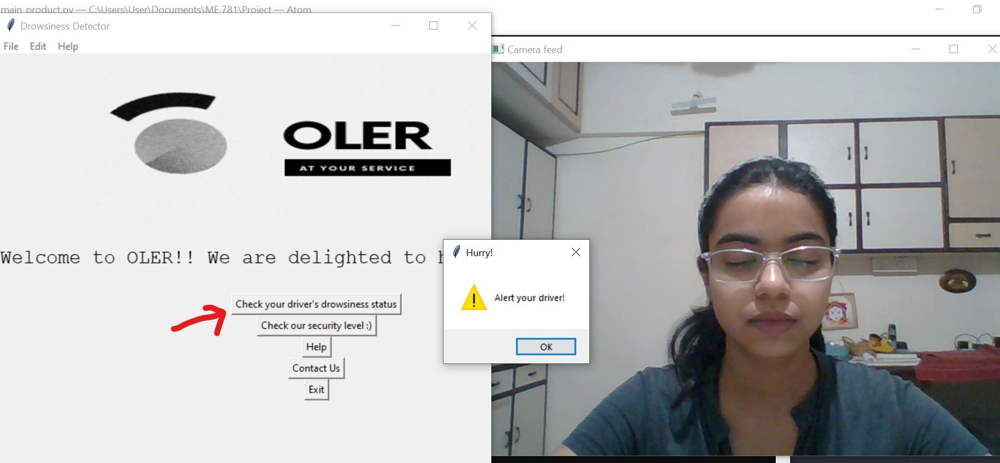 main_product.py — C:\Users\User\Documents\ME 781\Project — Atom
Drowsiness Detector
File Edit Help
OLER
AT YOUR SERVICE
Welcome to OLER!! We are delighted to
Check your driver's drowsiness status
Check our security level :)
Help
Contact Us
Exit
Hurry!
Alert your driver!
OK
Camera feed